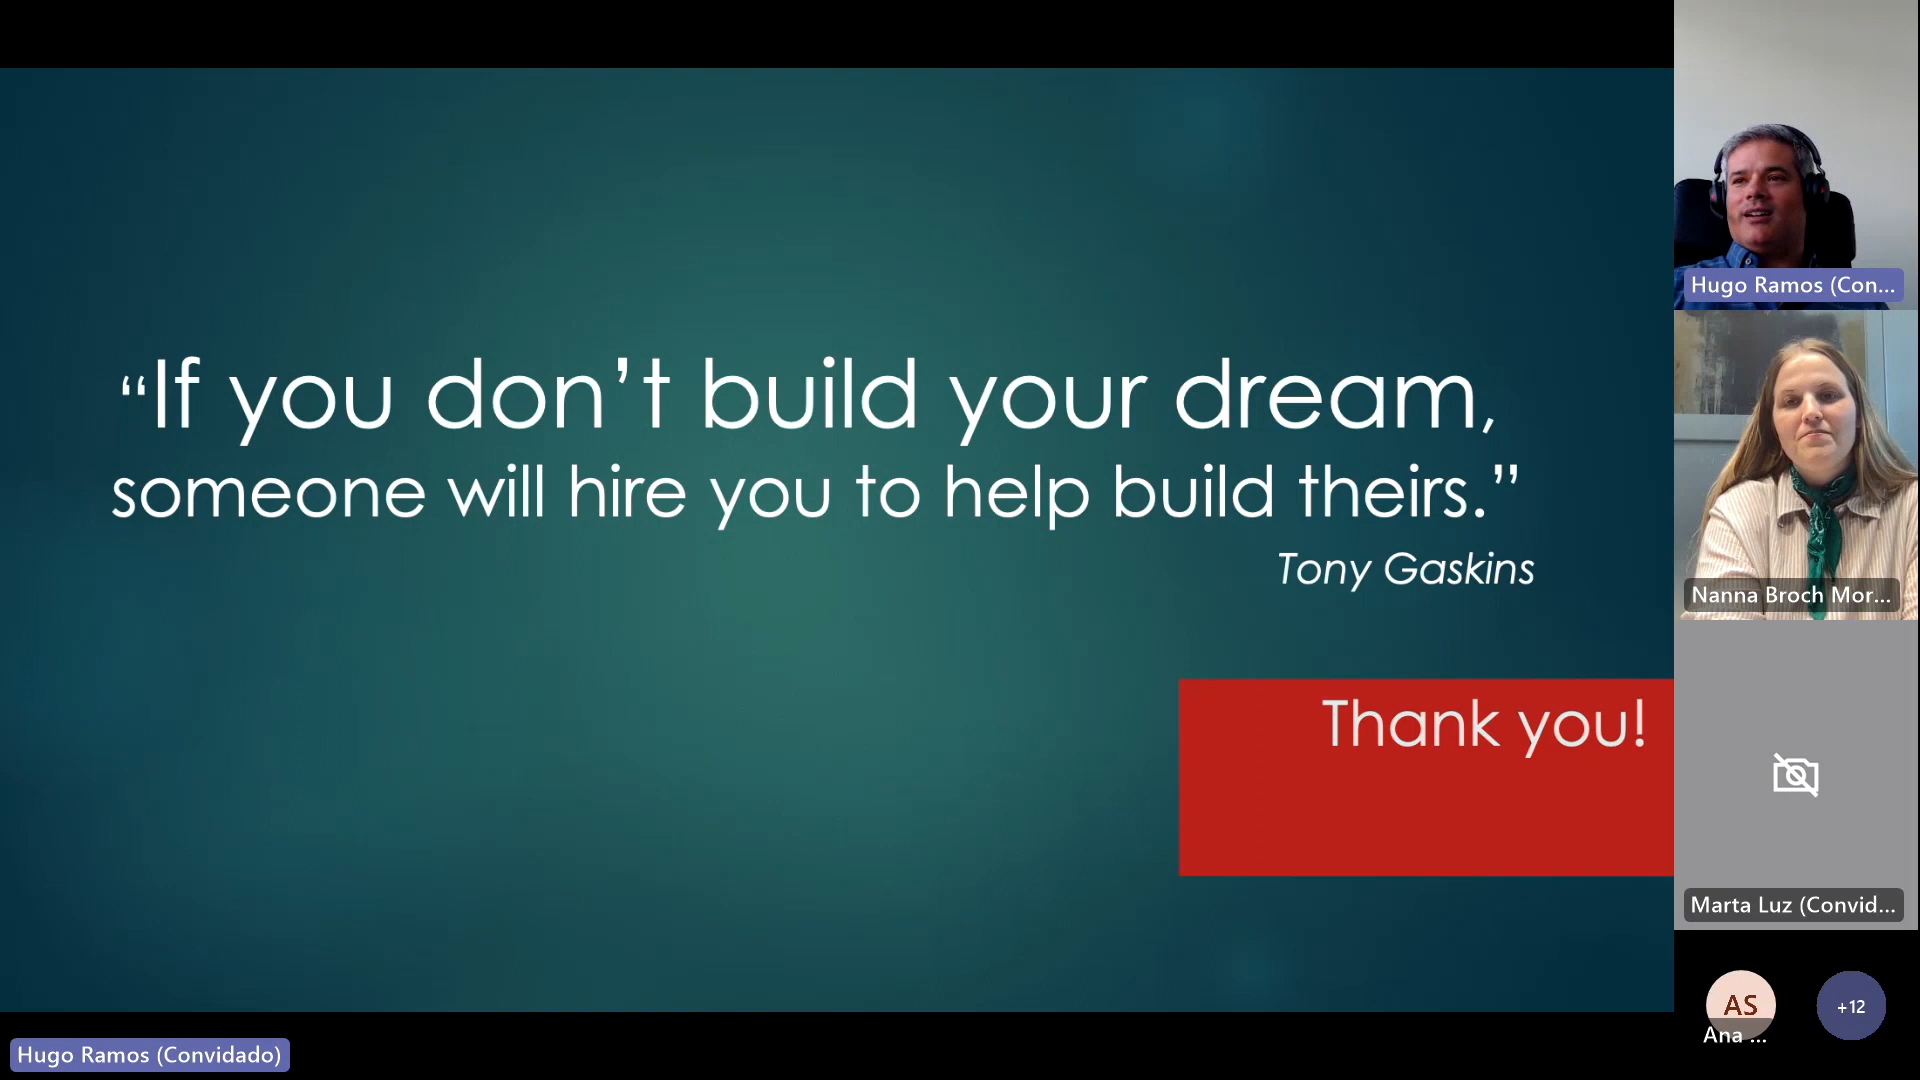 “If you don’t build your dream,
someone will hire you to help build theirs.”
Tony Gaskins
Thank you!
Hugo Ramos (Con...
Nanna Broch Mor...
Marta Luz (Convid...
AS
Ana ...
+12
Hugo Ramos (Convidado)